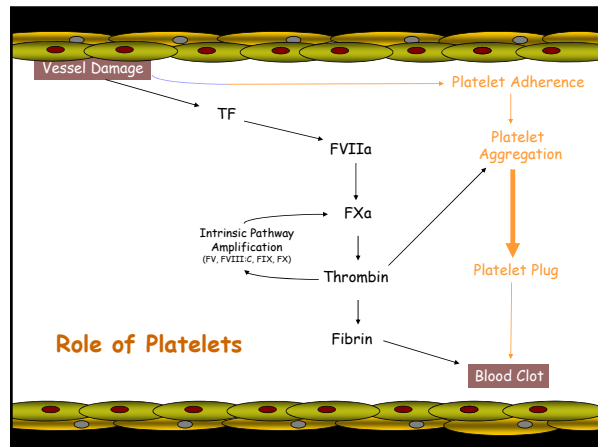 Vessel Damage
Platelet Adherence
TF
FVIIa
Platelet
Aggregation
FXa
Intrinsic Pathway
Amplification
(FV, FVIII:C, FIX, FX)
Thrombin
Platelet Plug
Fibrin
Role of Platelets
Blood Clot